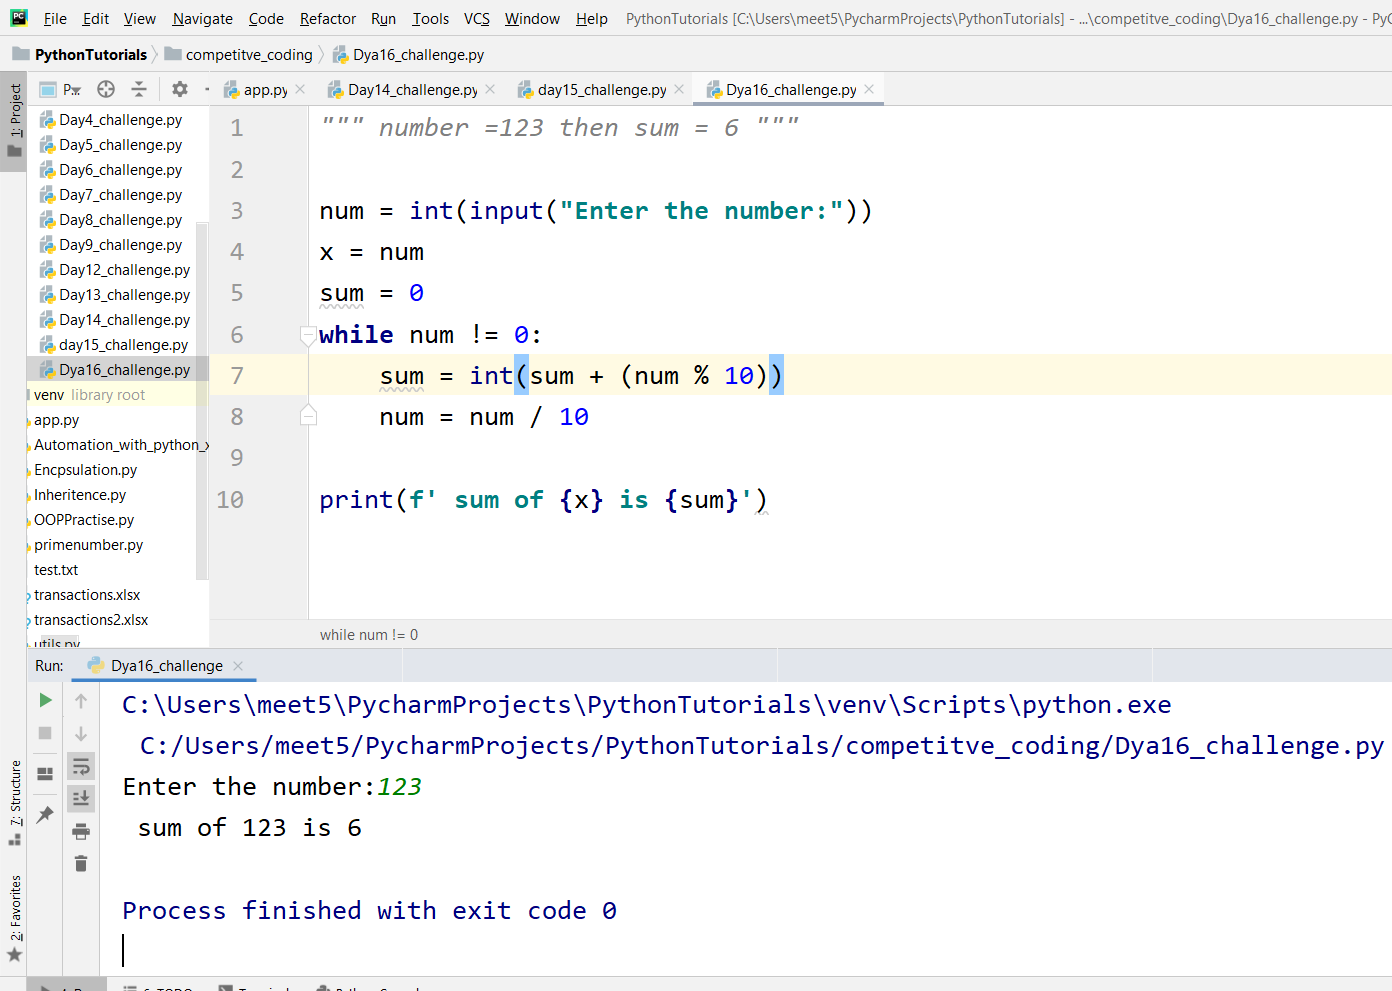 PC File Edit View Navigate Code Refactor Run Tools VCS Window Help PythonTutorials [C:\Users\meet5\PycharmProjects\PythonTutorials] - ...\competitve_coding\Dya16_challenge.py - PyC
PythonTutorials competitve_coding Dya16_challenge.py
1: Project
P
app.py Day14_challenge.py day15_challenge.py Dya16_challenge.py
Day4_challenge.py
Day5_challenge.py
Day6_challenge.py
Day7_challenge.py
Day8_challenge.py
Day9_challenge.py
Day12_challenge.py
Day13_challenge.py
Day14_challenge.py
day15_challenge.py
Dya16_challenge.py
venv library root
app.py
Automation_with_python_x
Encpsulation.py
Inheritence.py
OOPPractise.py
primenumber.py
test.txt
transactions.xlsx
transactions2.xlsx
utils.py
1 """ number =123 then sum = 6 """
2
3 num = int(input("Enter the number:"))
4 x = num
5 sum = 0
6 while num != 0:
7 sum = int(sum + (num % 10))
8 num = num / 10
9
10 print(f' sum of {x} is {sum}')
while num != 0
Run: Dya16_challenge
C:\Users\meet5\PycharmProjects\PythonTutorials\venv\Scripts\python.exe
C:/Users/meet5/PycharmProjects/PythonTutorials/competitve_coding/Dya16_challenge.py
Enter the number:123
sum of 123 is 6
Process finished with exit code 0
7: Structure
2: Favorites